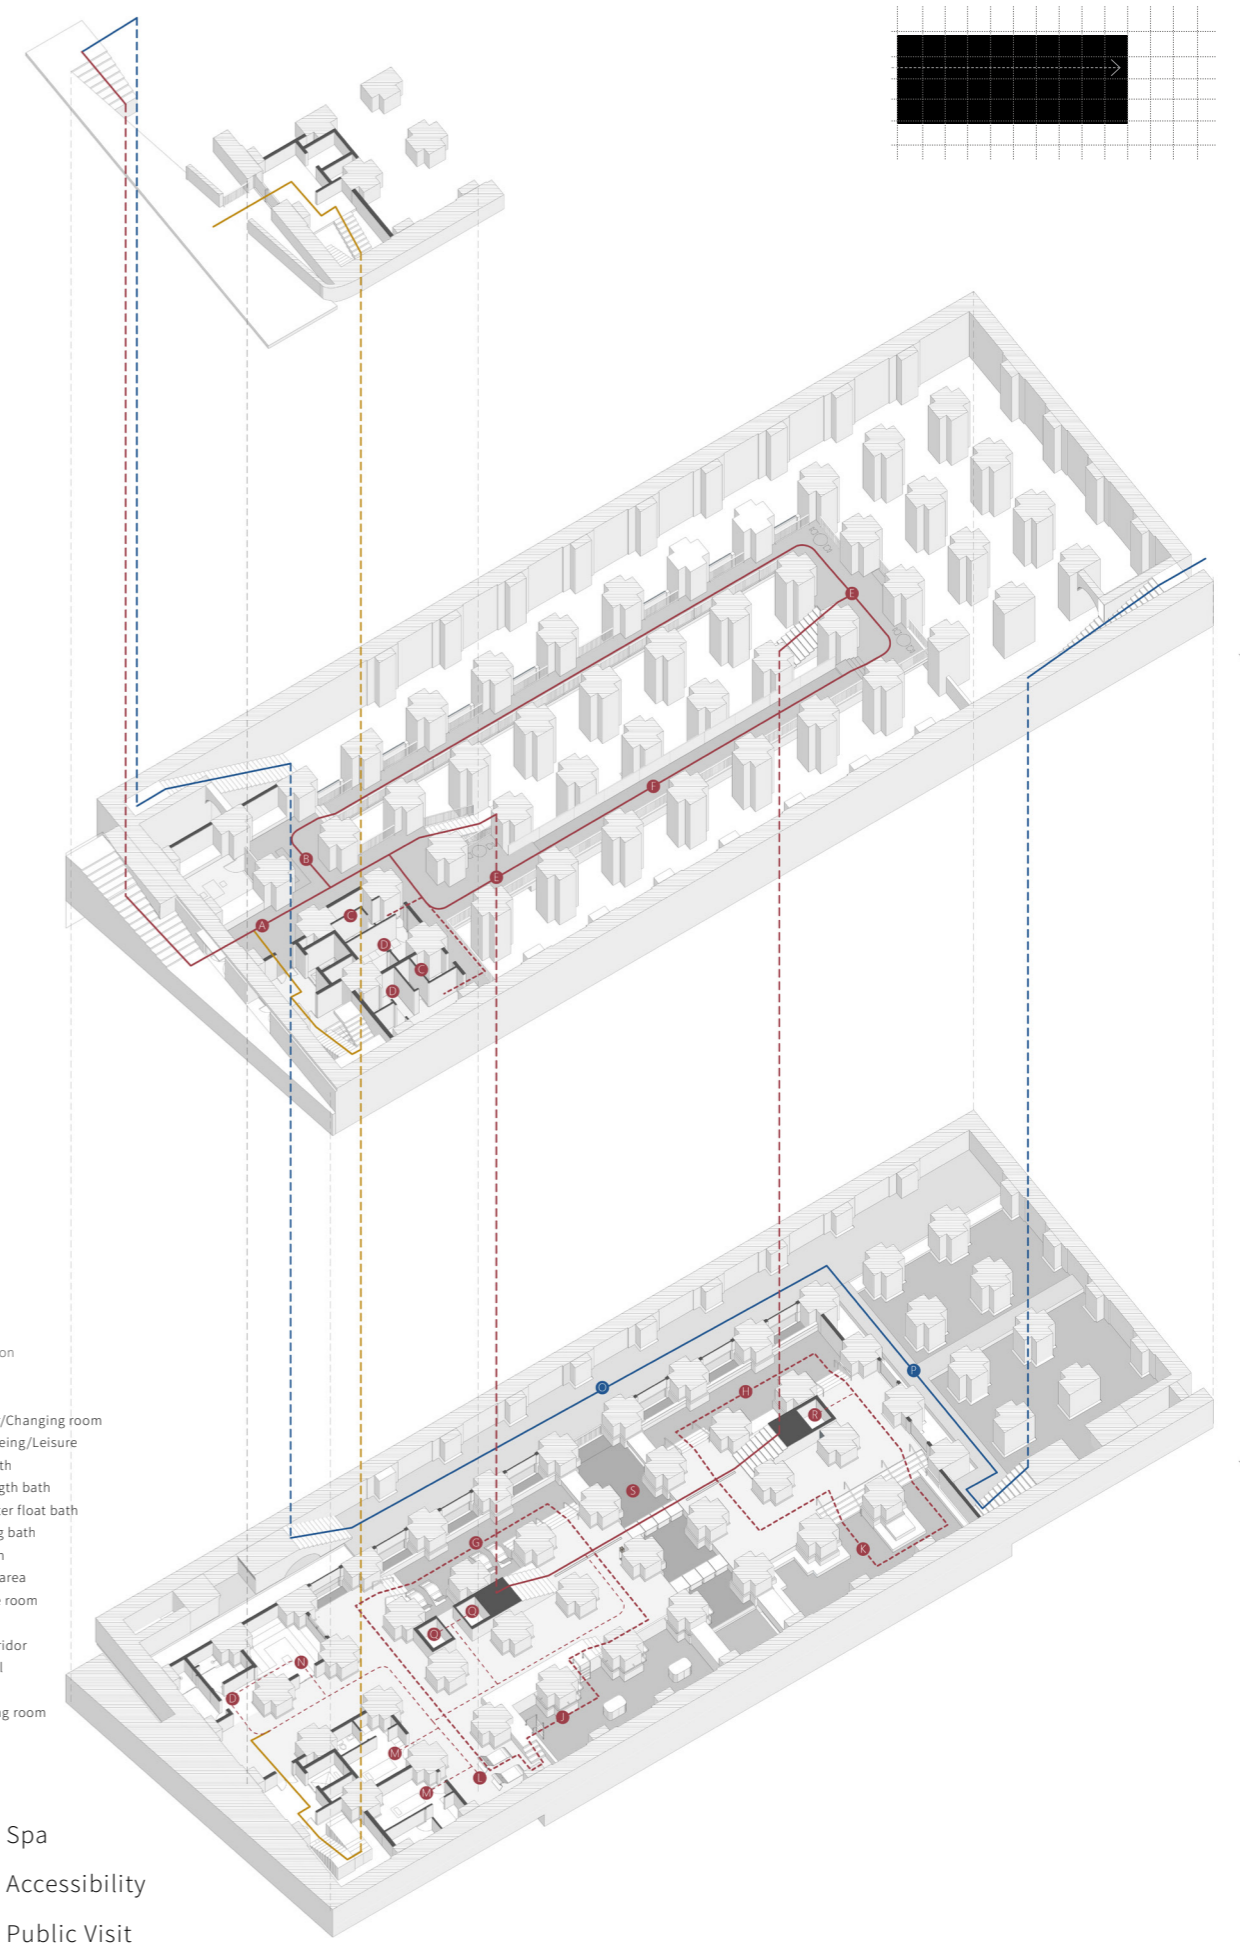 E
F
B
E
A
C
D
C
D
on
/Changing room
eing/Leisure
th
gth bath
ter float bath
g bath
n
area
e room
ridor
l
g room
P
O
H
R
S
G
K
Q
Q
N
D
J
M
L
M
Spa
Accessibility
Public Visit